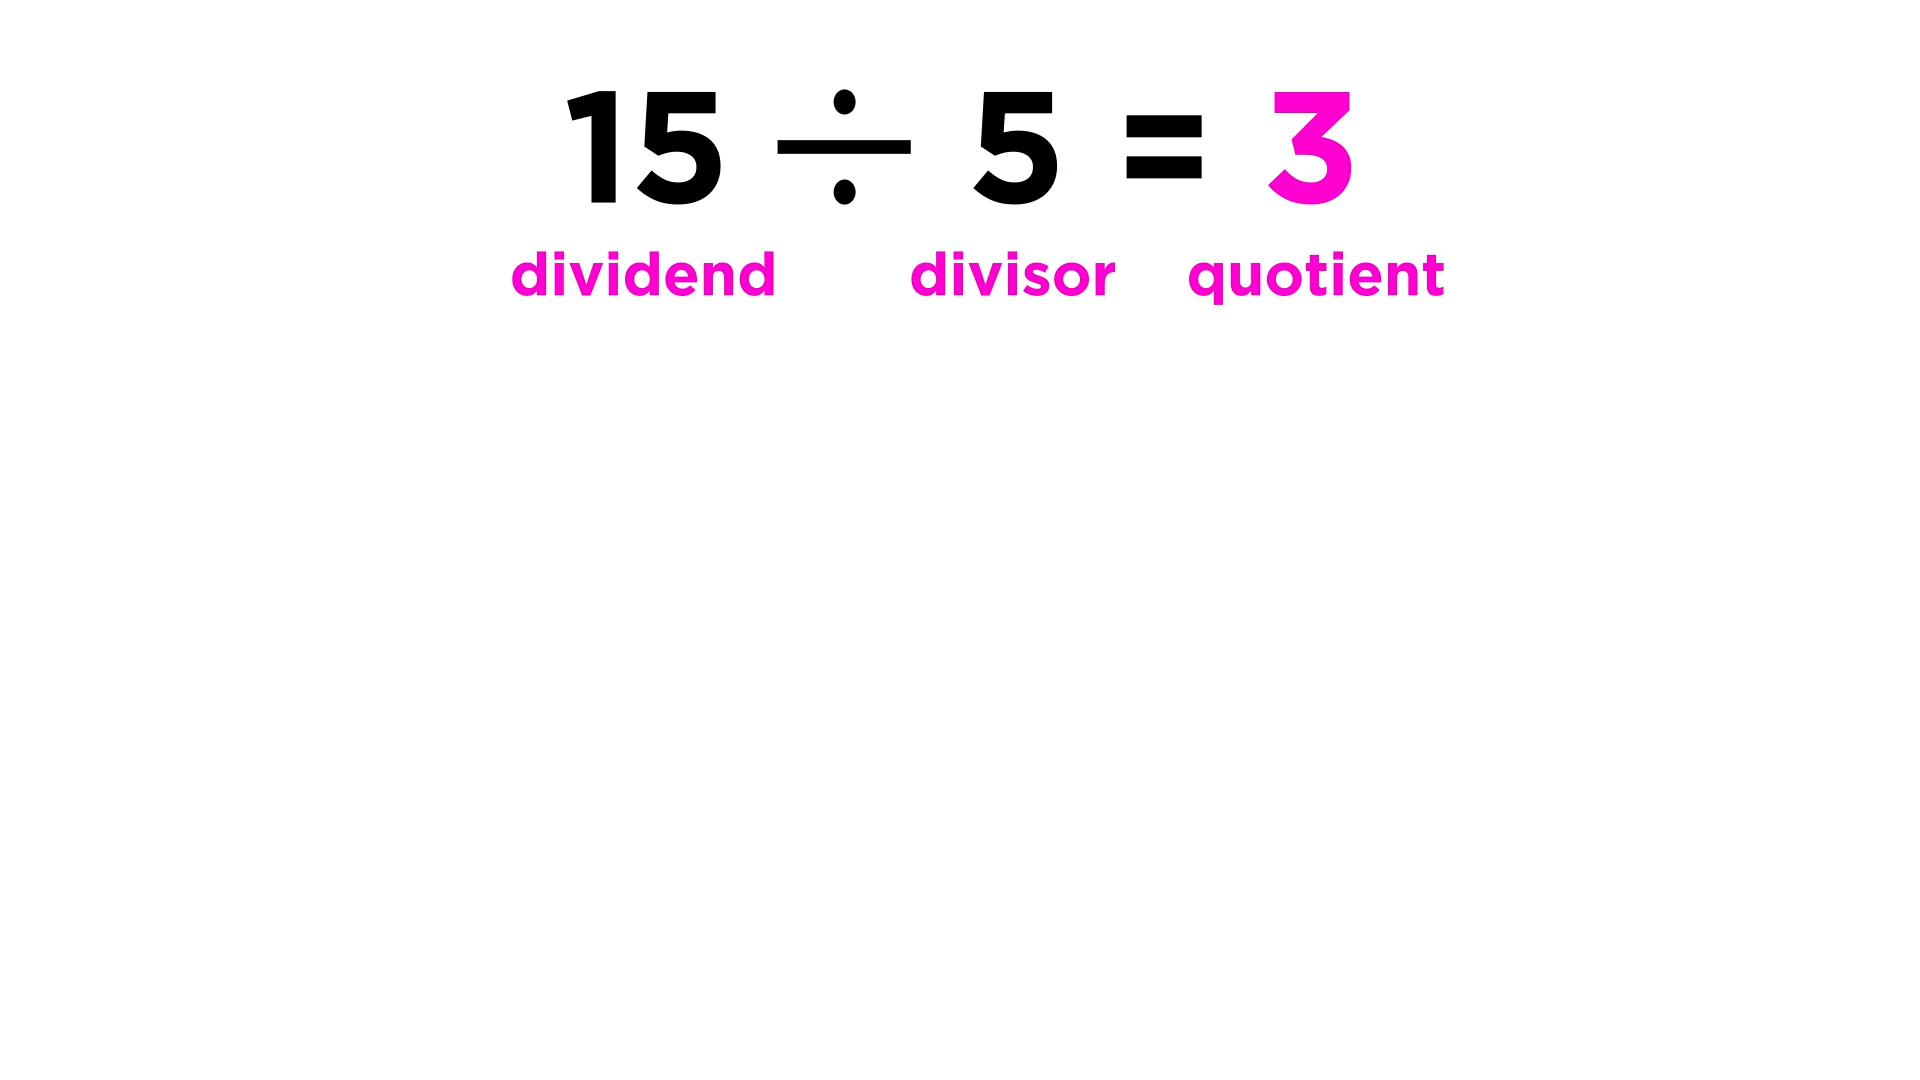 15 ÷ 5 = 3
dividend divisor quotient